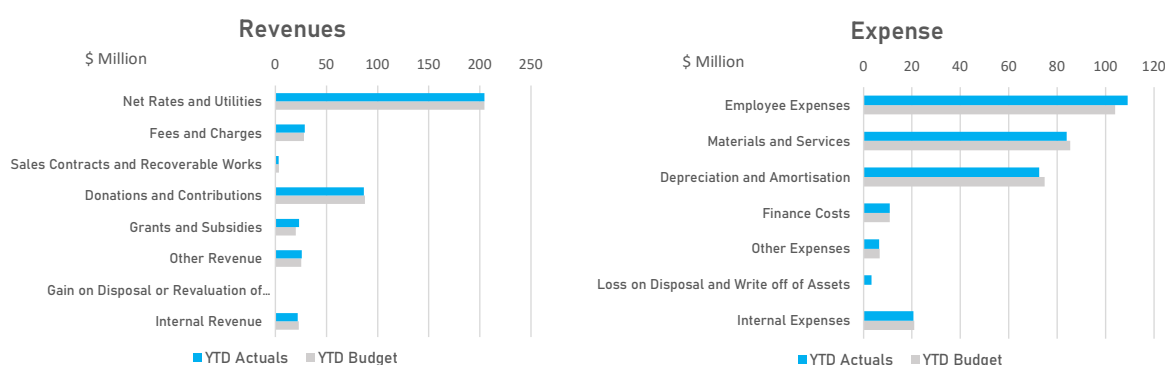 Revenues
$ Million
0 50 100 150 200 250
Net Rates and Utilities
Fees and Charges
Sales Contracts and Recoverable Works
Donations and Contributions
Grants and Subsidies
Other Revenue
Gain on Disposal or Revaluation of…
Internal Revenue
YTD Actuals YTD Budget
Expense
$ Million
0 20 40 60 80 100 120
Employee Expenses
Materials and Services
Depreciation and Amortisation
Finance Costs
Other Expenses
Loss on Disposal and Write off of Assets
Internal Expenses
YTD Actuals YTD Budget